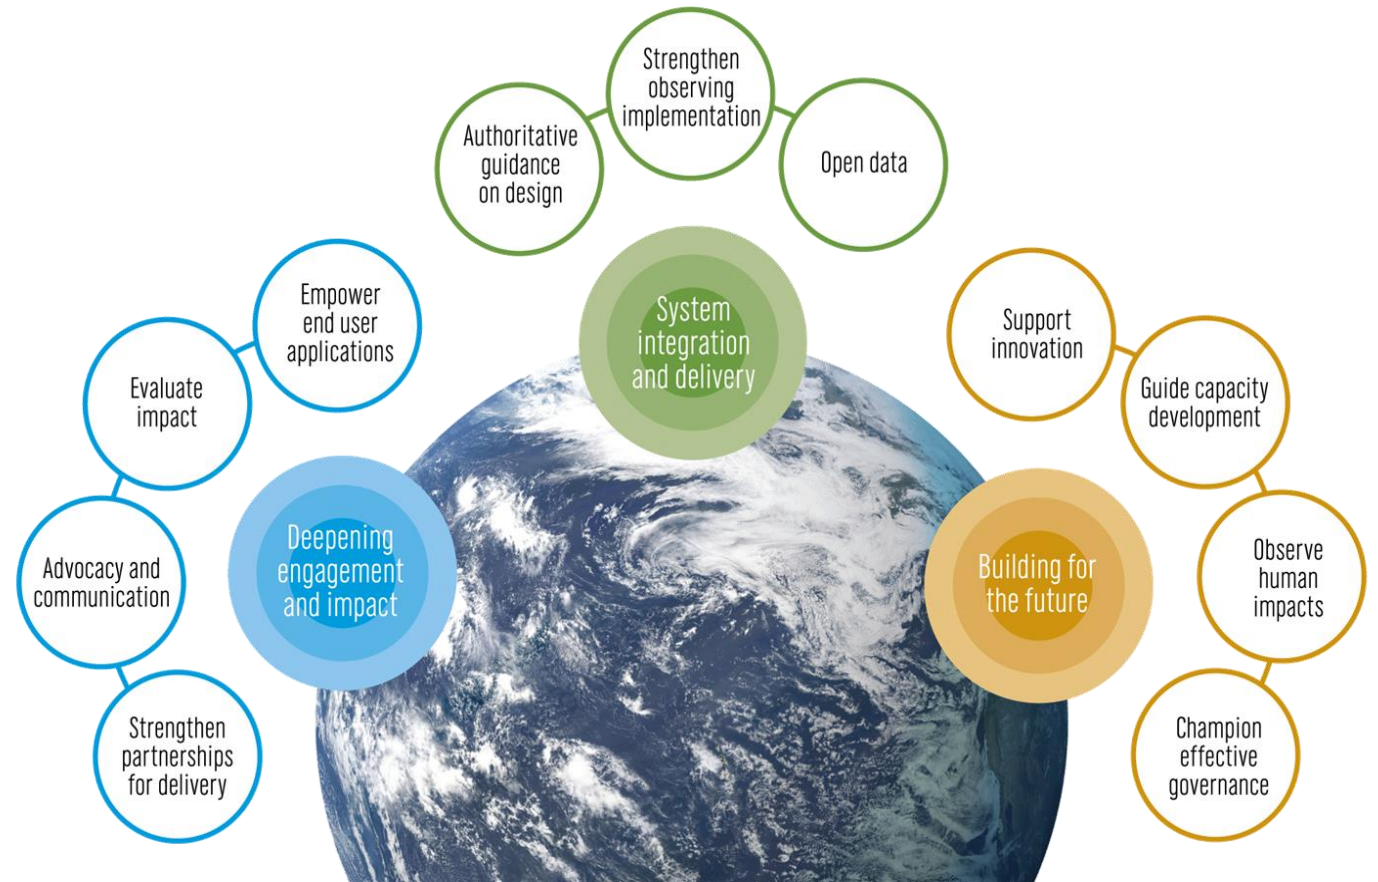 Strengthen
observing
implementation
Authoritative
guidance
on design
Open data
System
integration
and delivery
Empower
end user
applications
Evaluate
impact
Advocacy and
communication
Strengthen
partnerships
for delivery
Deepening
engagement
and impact
Support
innovation
Guide capacity
development
Observe
human
impacts
Champion
effective
governance
Building for
the future